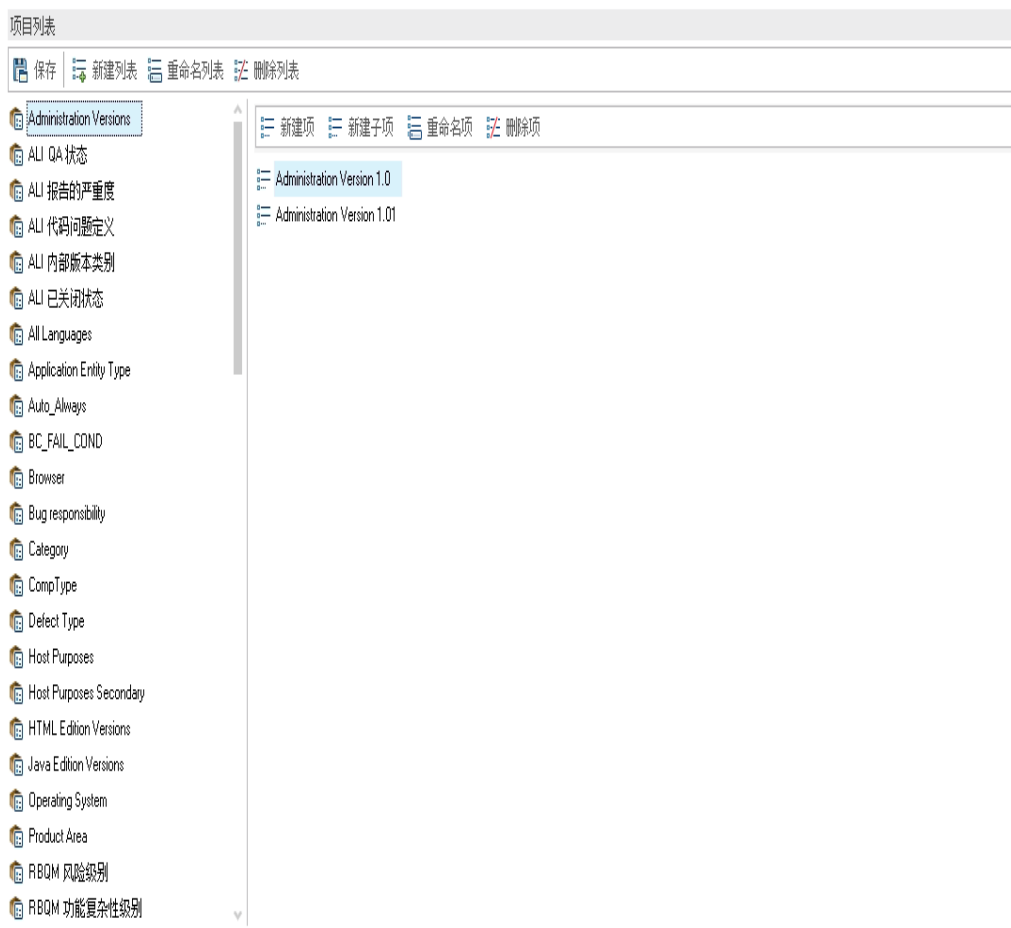 项目列表
保存 新建列表 重命名列表 删除列表
Administration Versions
ALI QA 状态
ALI 报告的严重度
ALI 代码问题定义
ALI 内部版本类别
ALI 已关闭状态
All Languages
Application Entity Type
Auto_Always
BC_FAIL_COND
Browser
Bug responsibility
Category
CompType
Defect Type
Host Purposes
Host Purposes Secondary
HTML Edition Versions
Java Edition Versions
Operating System
Product Area
RBQM 风险级别
RBQM 功能复杂性级别
新建项 新建子项 重命名项 删除项
Administration Version 1.0
Administration Version 1.01